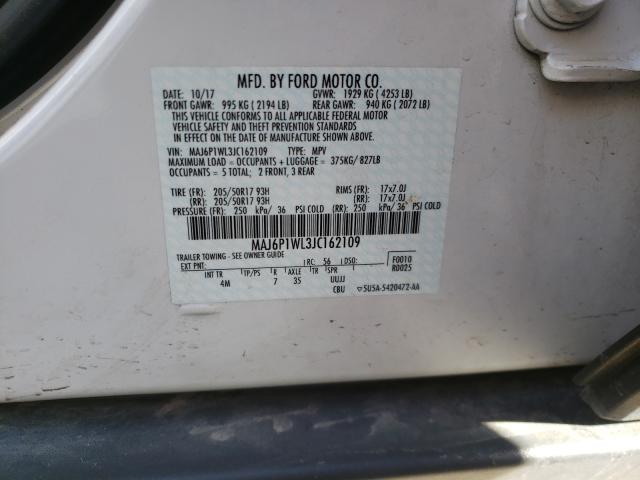 MFD. BY FORD MOTOR CO.
DATE: 10/17 GVWR: 1929 KG ( 4253 LB)
FRONT GAWR: 995 KG ( 2194 LB) REAR GAWR: 940 KG ( 2072 LB)
THIS VEHICLE CONFORMS TO ALL APPLICABLE FEDERAL MOTOR
VEHICLE SAFETY AND THEFT PREVENTION STANDARDS IN
EFFECT ON THE DATE OF MANUFACTURE SHOWN ABOVE.
VIN: MAJ6P1WL3JC162109 TYPE: MPV
MAXIMUM LOAD = OCCUPANTS + LUGGAGE = 375KG/ 827LB
OCCUPANTS = 5 TOTAL; 2 FRONT, 3 REAR
TIRE (FR): 205/50R17 93H RIMS (FR): 17x7.0J
(RR): 205/50R17 93H (RR): 17x7.0J
PRESSURE (FR): 250 kPa/ 36 PSI COLD (RR): 250 kPa/ 36 PSI COLD
MAJ6P1WL3JC162109
TRAILER TOWING - SEE OWNER GUIDE
EXT PNT: RC: 56 DSO: F0010
R0025
INT TR TP/PS R AXLE TR SPR
4M 7 35 UUJJ
CBU 5U5A-5420472-AA